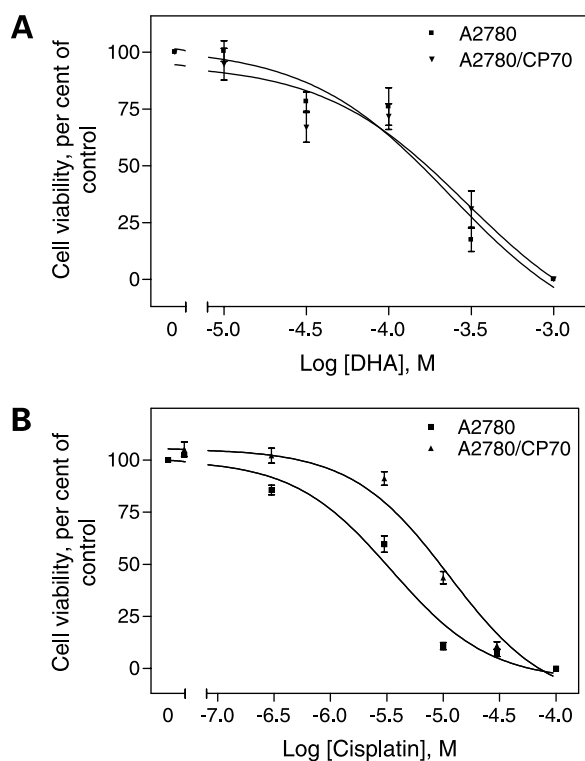 A
A2780
A2780/CP70
Cell viability, per cent of
control
100
75
50
25
0
0 -5.0 -4.5 -4.0 -3.5 -3.0
Log [DHA], M
B
A2780
A2780/CP70
Cell viability, per cent of
control
100
75
50
25
0
0 -7.0 -6.5 -6.0 -5.5 -5.0 -4.5 -4.0
Log [Cisplatin], M